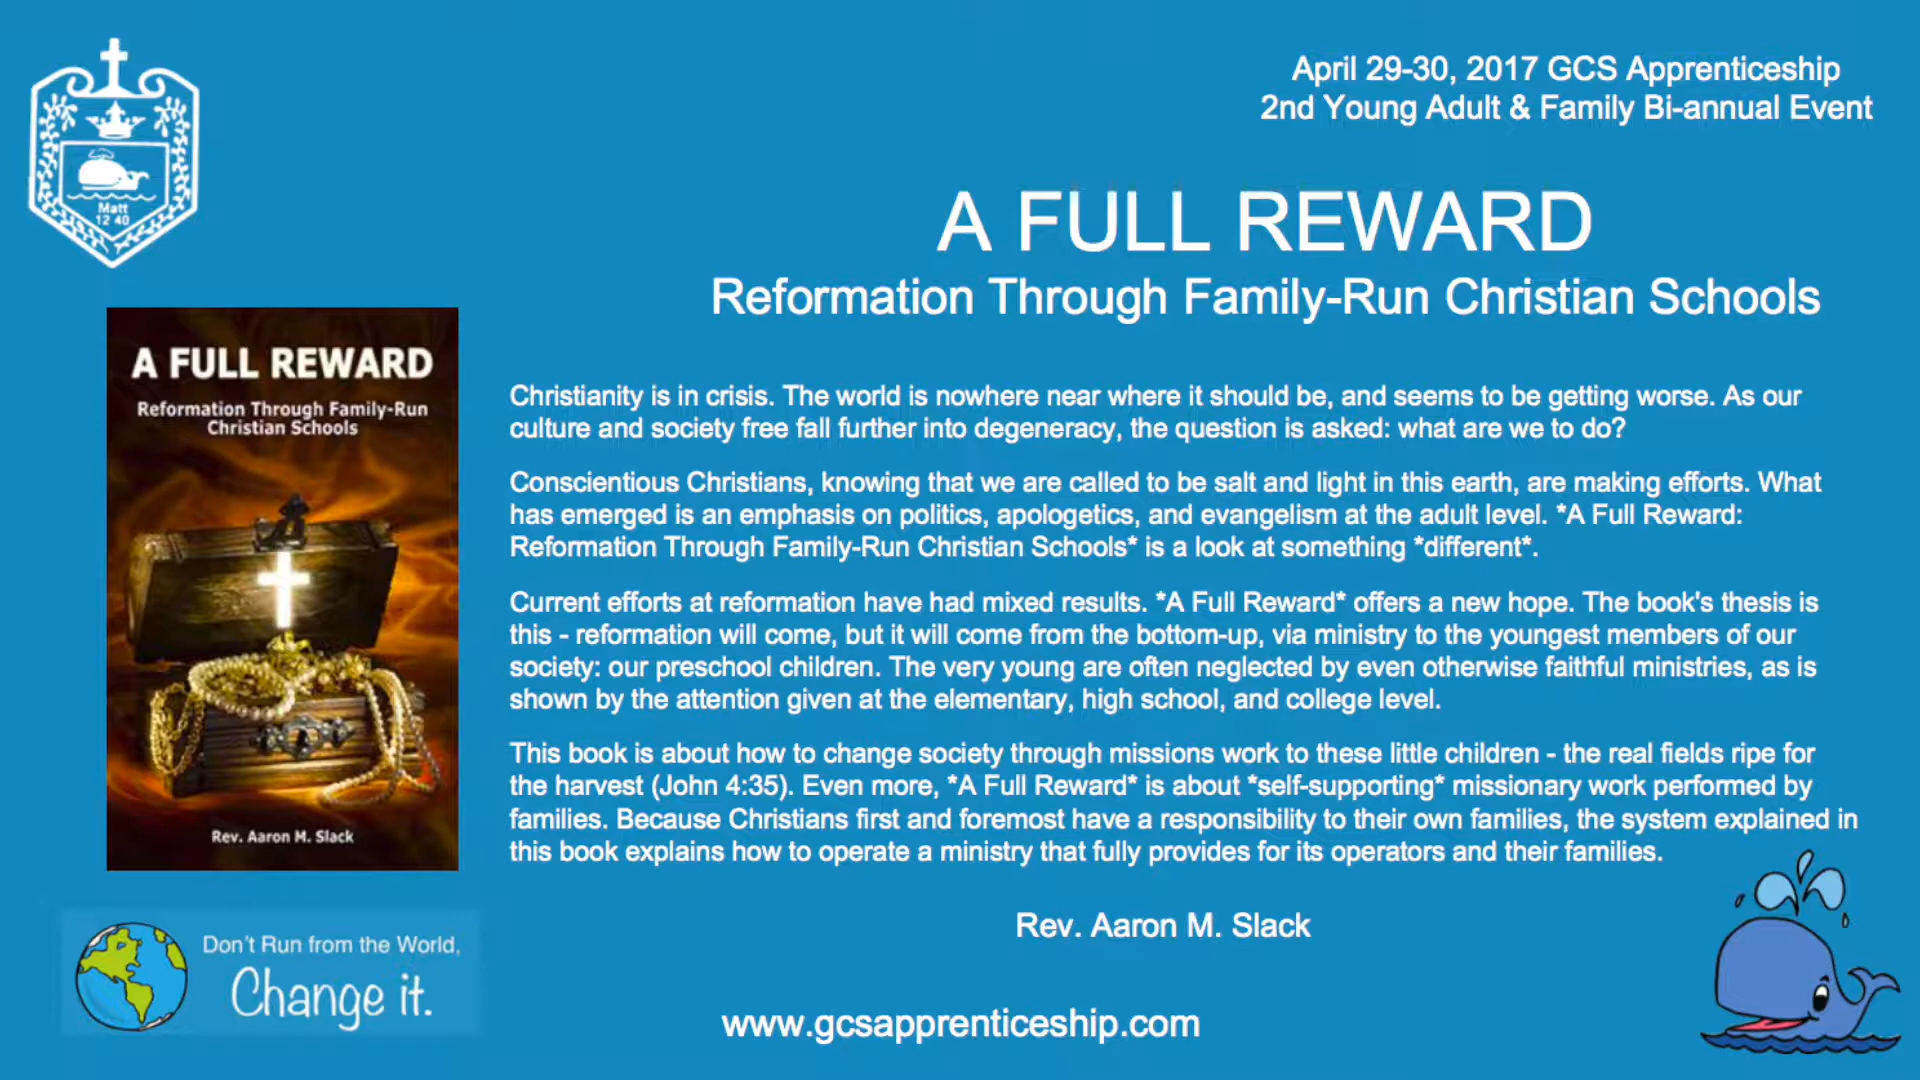 April 29-30, 2017 GCS Apprenticeship
2nd Young Adult & Family Bi-annual Event
Matt
12 40
A FULL REWARD
Reformation Through Family-Run Christian Schools
A FULL REWARD
Reformation Through Family-Run
Christian Schools
Rev. Aaron M. Slack
Christianity is in crisis. The world is nowhere near where it should be, and seems to be getting worse. As our
culture and society free fall further into degeneracy, the question is asked: what are we to do?
Conscientious Christians, knowing that we are called to be salt and light in this earth, are making efforts. What
has emerged is an emphasis on politics, apologetics, and evangelism at the adult level. *A Full Reward:
Reformation Through Family-Run Christian Schools* is a look at something *different*.
Current efforts at reformation have had mixed results. *A Full Reward* offers a new hope. The book's thesis is
this - reformation will come, but it will come from the bottom-up, via ministry to the youngest members of our
society: our preschool children. The very young are often neglected by even otherwise faithful ministries, as is
shown by the attention given at the elementary, high school, and college level.
This book is about how to change society through missions work to these little children - the real fields ripe for
the harvest (John 4:35). Even more, *A Full Reward* is about *self-supporting* missionary work performed by
families. Because Christians first and foremost have a responsibility to their own families, the system explained in
this book explains how to operate a ministry that fully provides for its operators and their families.
Rev. Aaron M. Slack
Don't Run from the World,
Change it.
www.gcsapprenticeship.com